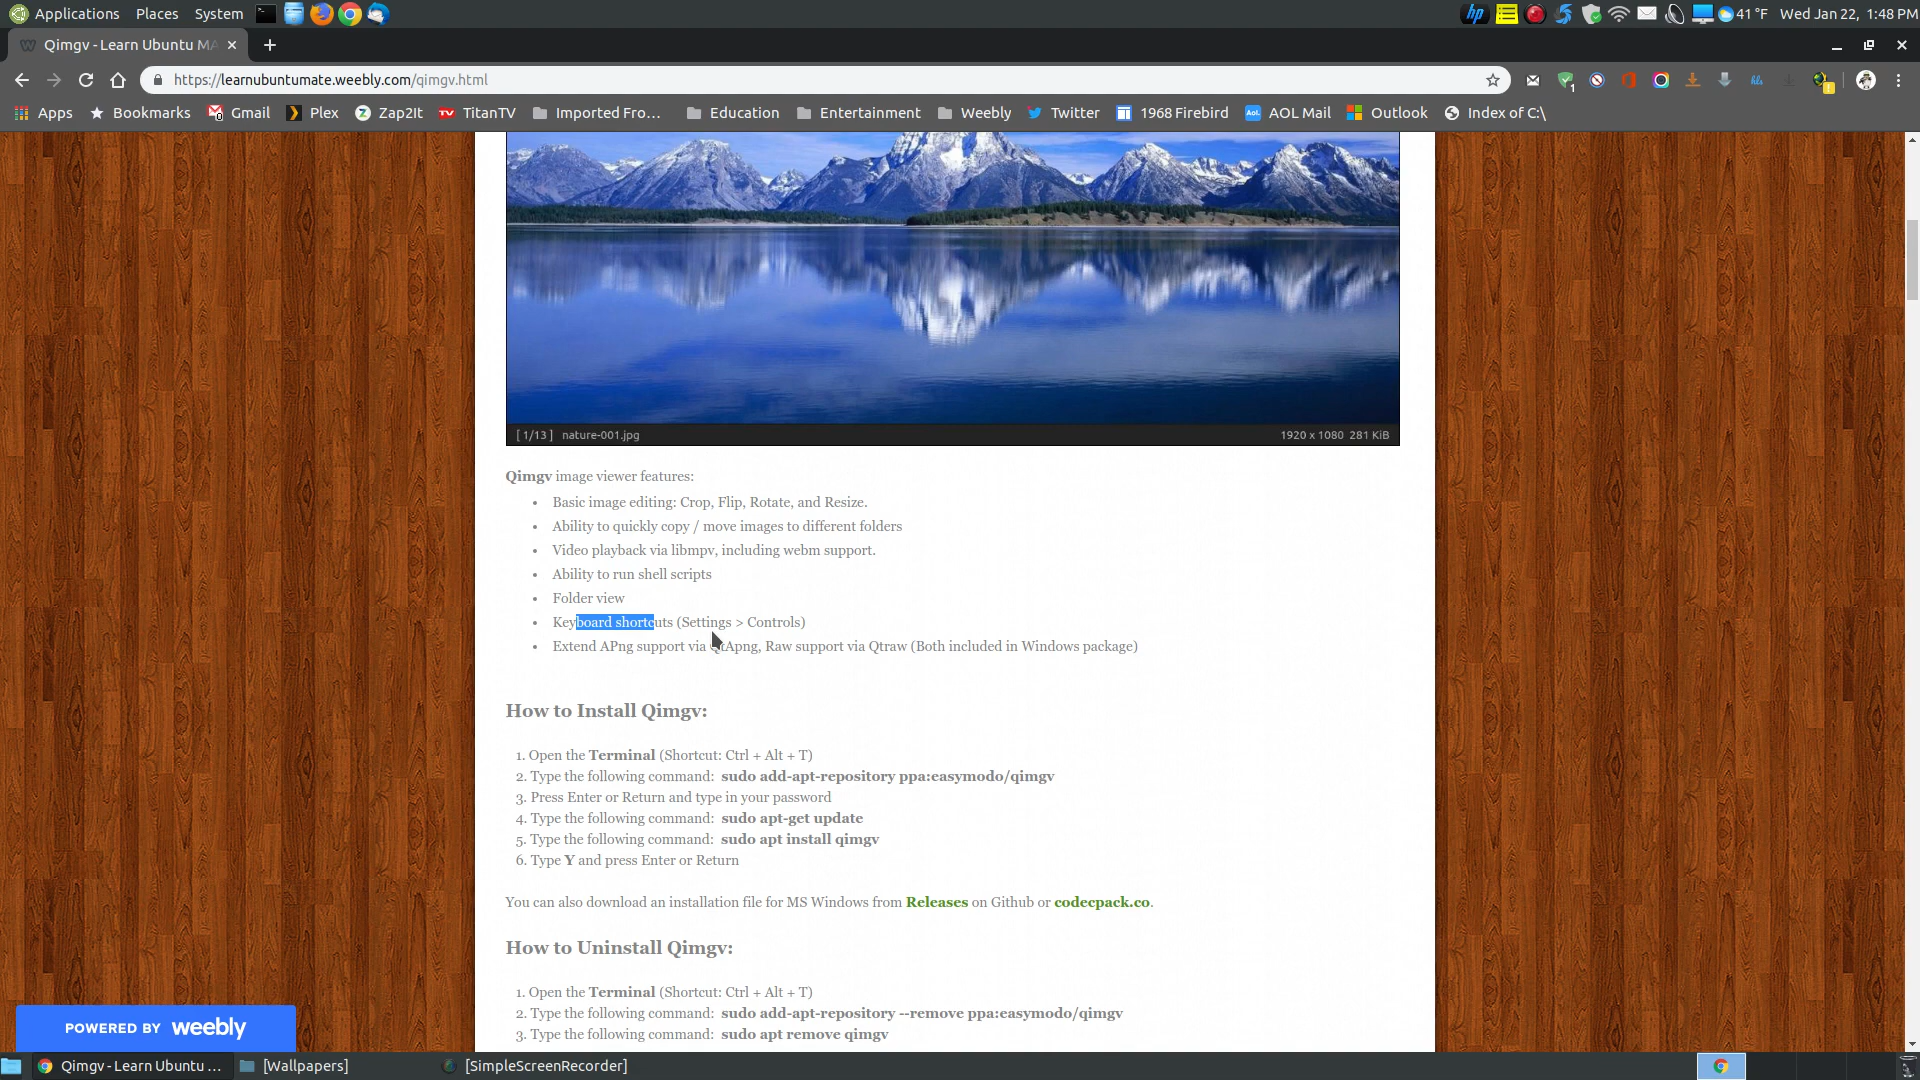 Applications Places System
hp 41 °F Wed Jan 22, 1:48 PM
Qimgv - Learn Ubuntu MA
https://learnubuntumate.weebly.com/qimgv.html
Apps Bookmarks Gmail Plex Zap2It TitanTV Imported Fro... Education Entertainment Weebly Twitter 1968 Firebird AOL Mail Outlook Index of C:\
[ 1/13 ] nature-001.jpg 1920 x 1080 281 KiB
Qimgv image viewer features:
• Basic image editing: Crop, Flip, Rotate, and Resize.
• Ability to quickly copy / move images to different folders
• Video playback via libmpv, including webm support.
• Ability to run shell scripts
• Folder view
• Keyboard shortcuts (Settings > Controls)
• Extend APng support via QtApng, Raw support via Qtraw (Both included in Windows package)
How to Install Qimgv:
1. Open the Terminal (Shortcut: Ctrl + Alt + T)
2. Type the following command: sudo add-apt-repository ppa:easymodo/qimgv
3. Press Enter or Return and type in your password
4. Type the following command: sudo apt-get update
5. Type the following command: sudo apt install qimgv
6. Type Y and press Enter or Return
You can also download an installation file for MS Windows from Releases on Github or codecpack.co.
How to Uninstall Qimgv:
1. Open the Terminal (Shortcut: Ctrl + Alt + T)
2. Type the following command: sudo add-apt-repository --remove ppa:easymodo/qimgv
3. Type the following command: sudo apt remove qimgv
POWERED BY weebly
Qimgv - Learn Ubuntu ... [Wallpapers] [SimpleScreenRecorder]